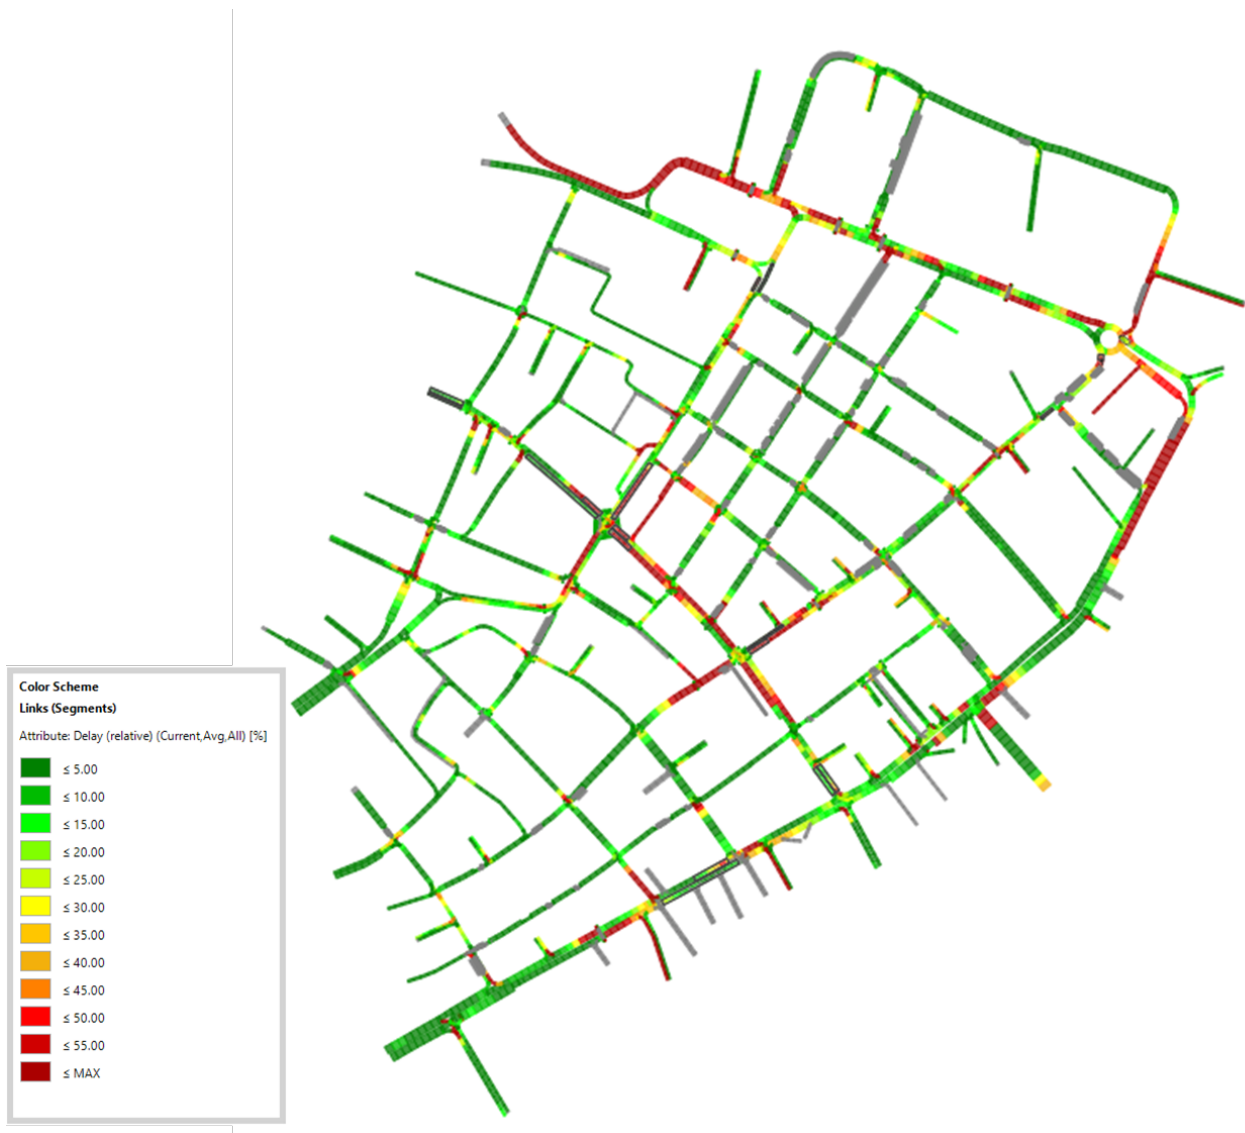 Color Scheme
Links (Segments)
Attribute: Delay (relative) (Current,Avg,All) [%]
≤ 5.00
≤ 10.00
≤ 15.00
≤ 20.00
≤ 25.00
≤ 30.00
≤ 35.00
≤ 40.00
≤ 45.00
≤ 50.00
≤ 55.00
≤ MAX